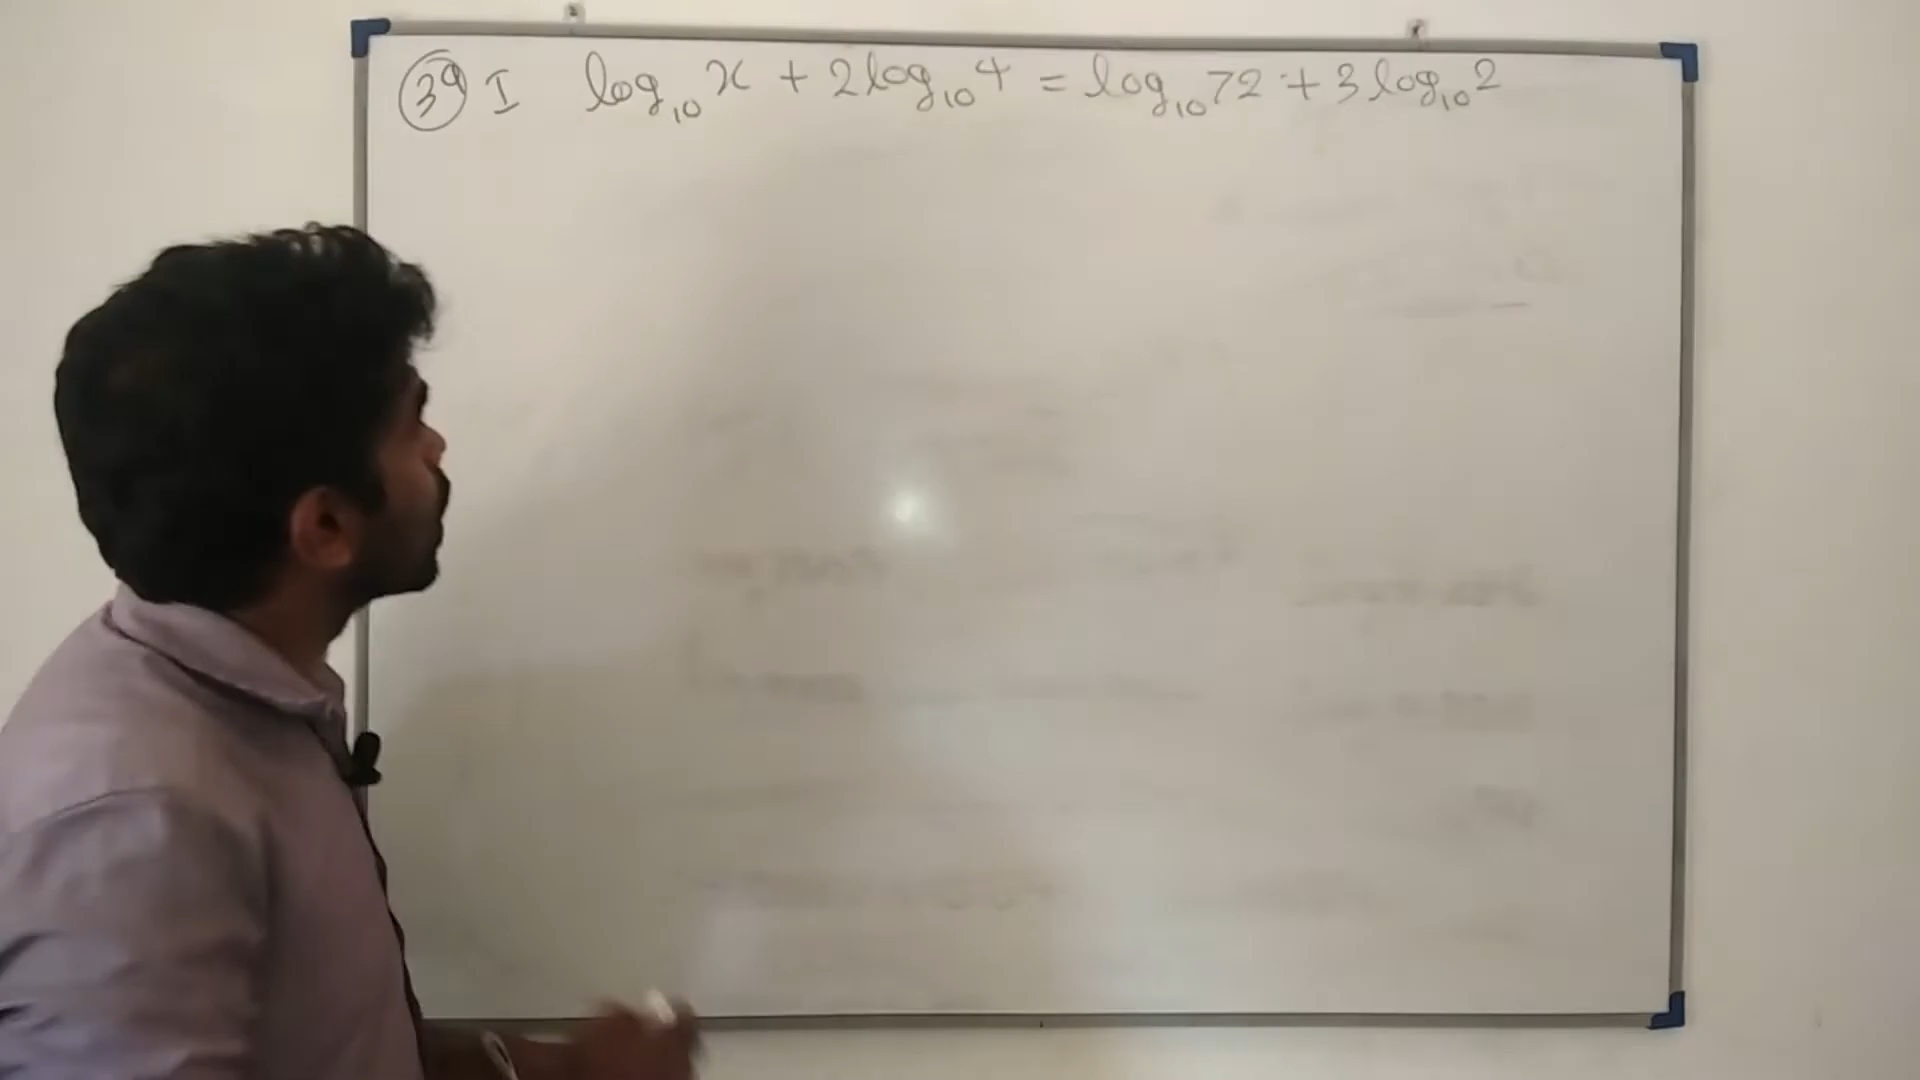 39 I log₁₀x + 2log₁₀4 = log₁₀72 + 3log₁₀2